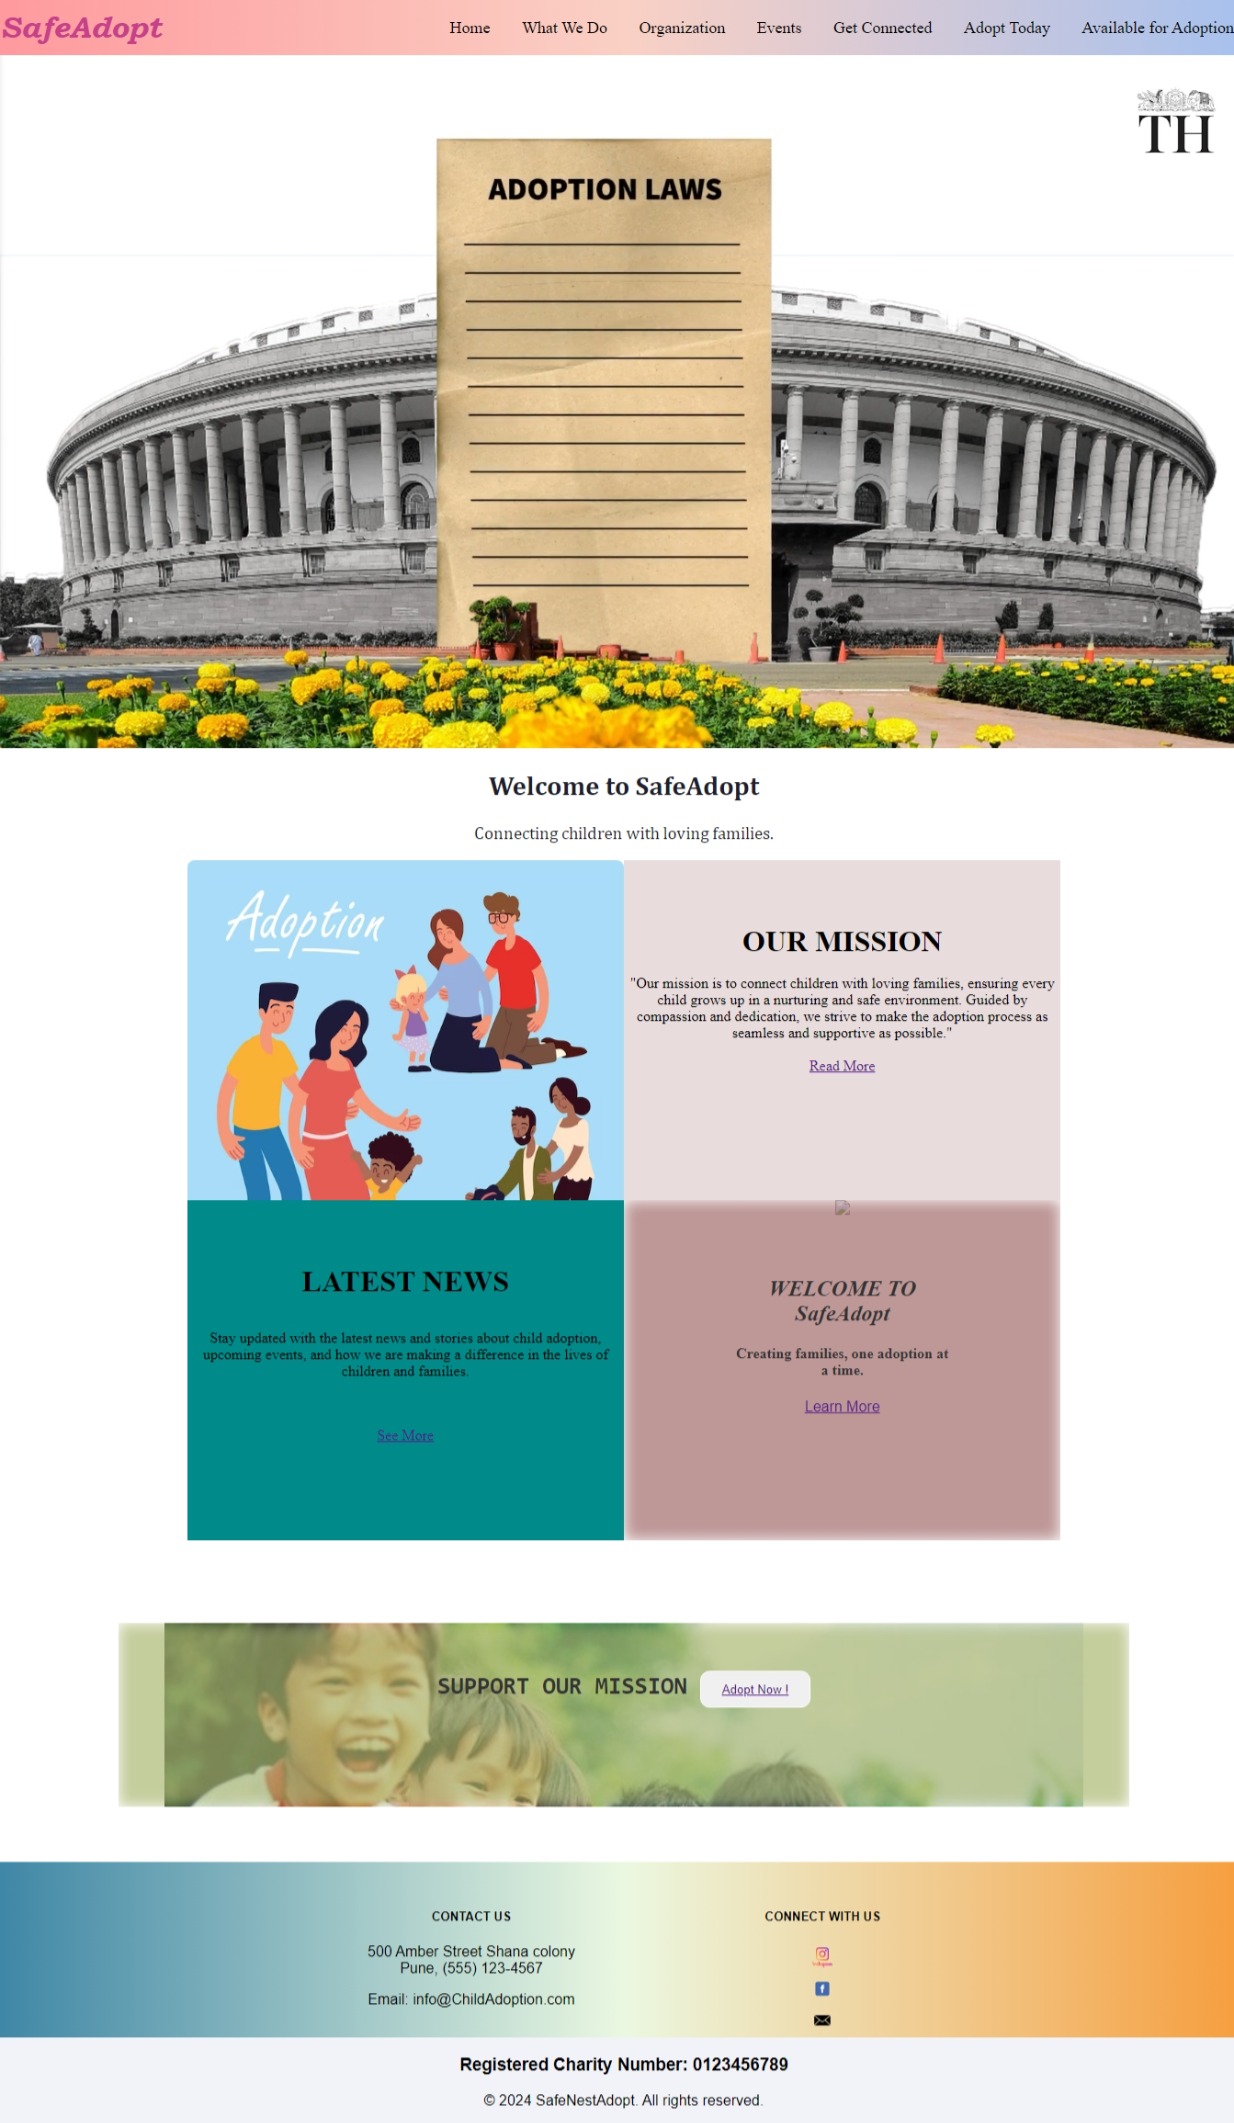 SafeAdopt
Home What We Do Organization Events Get Connected Adopt Today Available for Adoption
TH
ADOPTION LAWS
Welcome to SafeAdopt
Connecting children with loving families.
Adoption
OUR MISSION
"Our mission is to connect children with loving families, ensuring every
child grows up in a nurturing and safe environment. Guided by
compassion and dedication, we strive to make the adoption process as
seamless and supportive as possible."
Read More
LATEST NEWS
Stay updated with the latest news and stories about child adoption,
upcoming events, and how we are making a difference in the lives of
children and families.
See More
WELCOME TO
SafeAdopt
Creating families, one adoption at
a time.
Learn More
SUPPORT OUR MISSION Adopt Now !
CONTACT US
500 Amber Street Shana colony
Pune, (555) 123-4567
Email: info@ChildAdoption.com
CONNECT WITH US
Registered Charity Number: 0123456789
© 2024 SafeNestAdopt. All rights reserved.